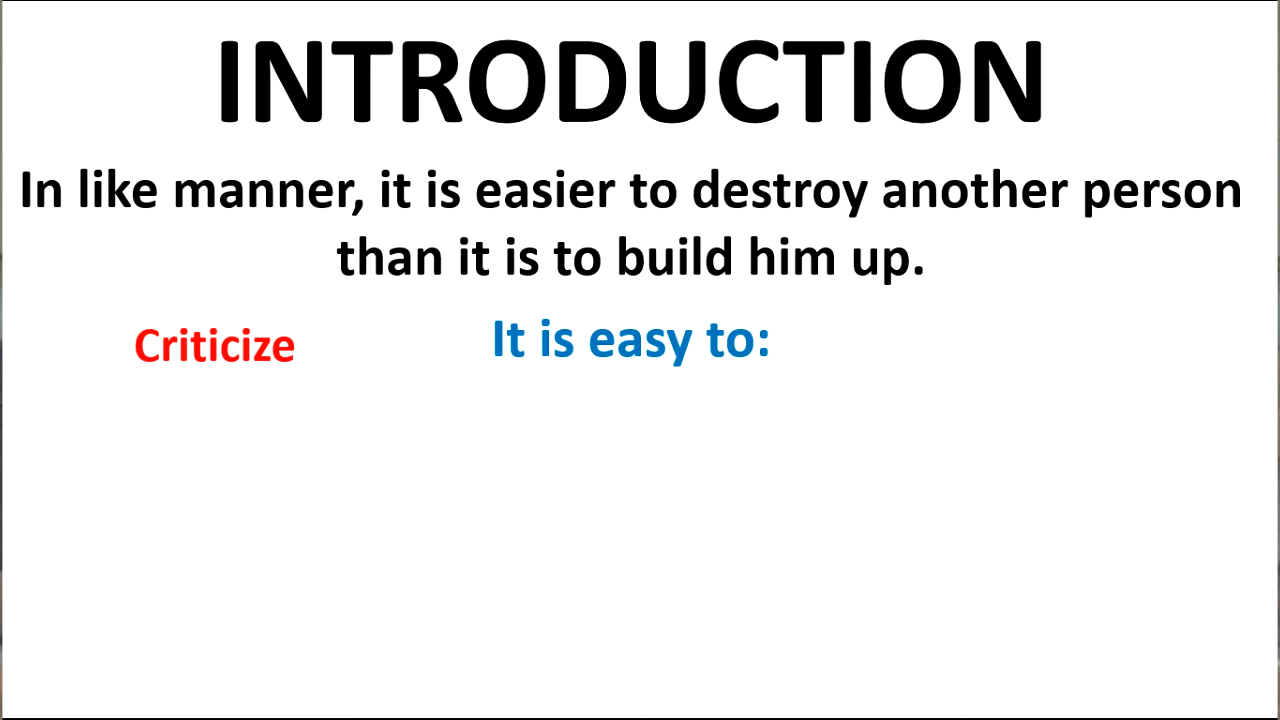 INTRODUCTION
In like manner, it is easier to destroy another person
than it is to build him up.
It is easy to:
Criticize